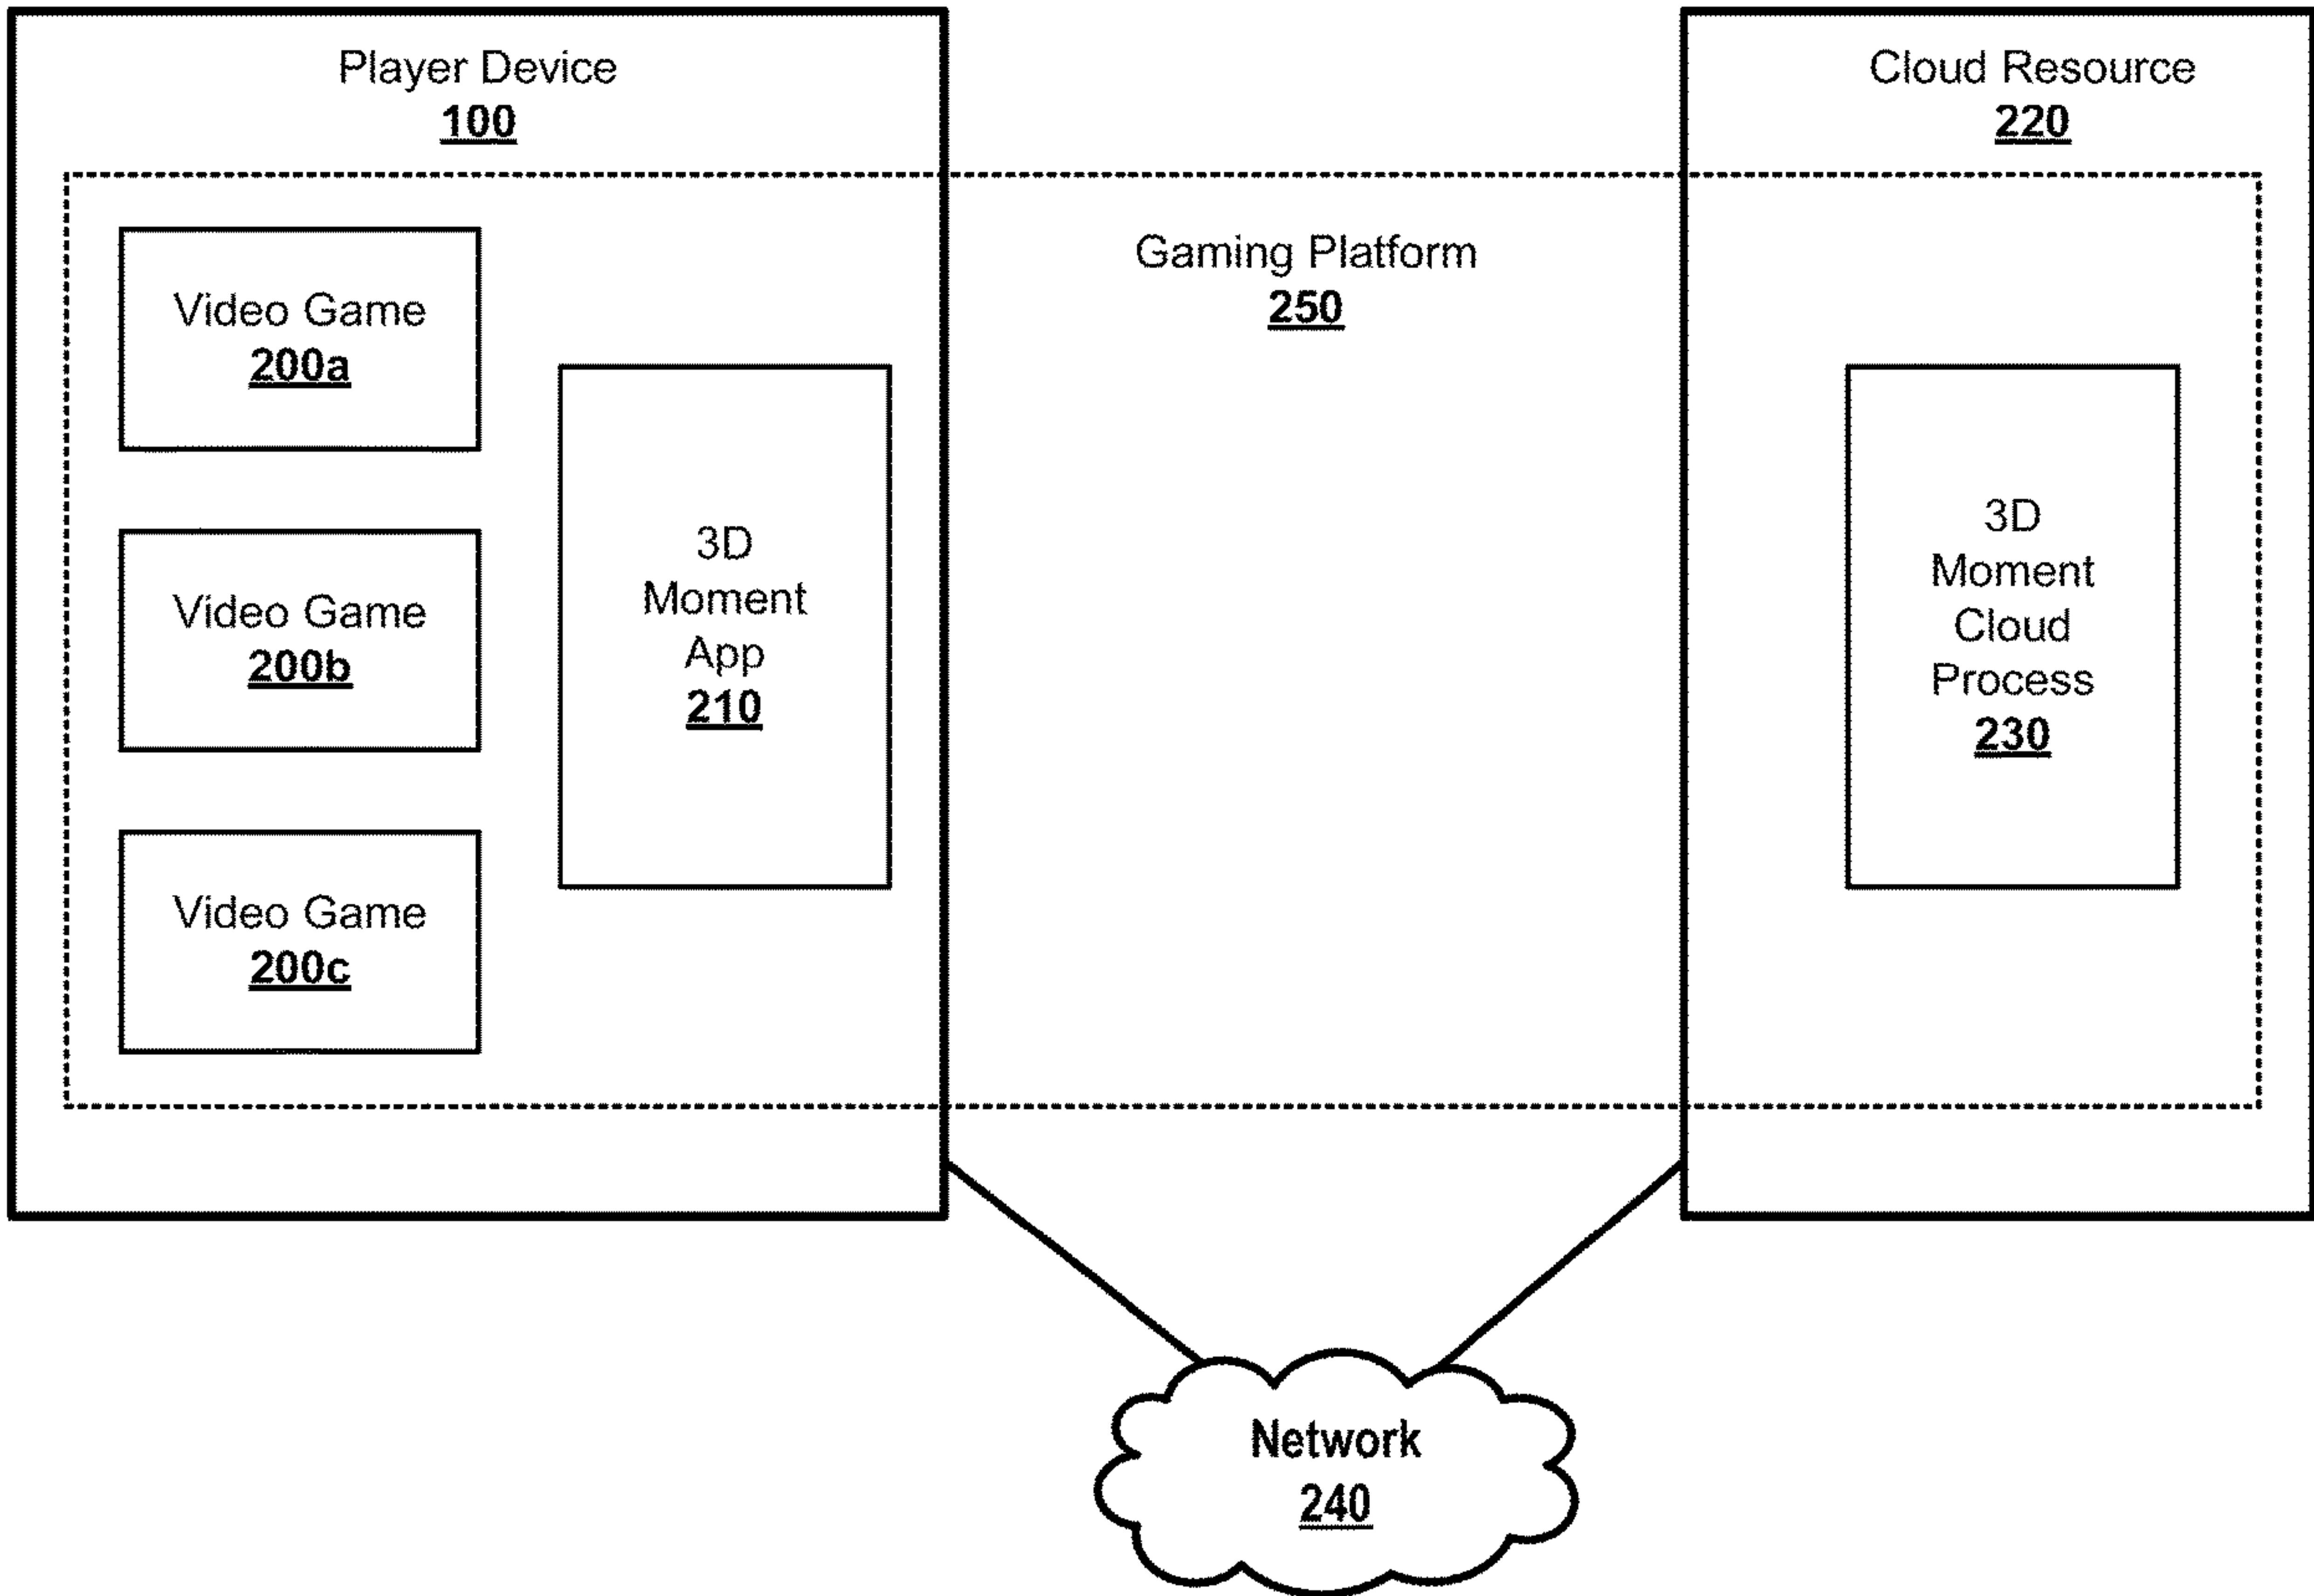 Player Device
100
Cloud Resource
220
Gaming Platform
250
Video Game
200a
Video Game
200b
Video Game
200c
3D
Moment
App
210
3D
Moment
Cloud
Process
230
Network
240